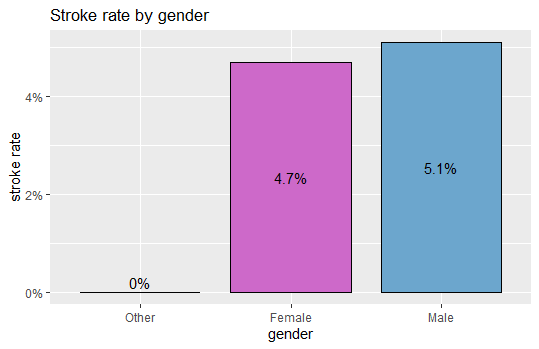 Stroke rate by gender
stroke rate
4%
2%
0%
0%
4.7%
5.1%
Other Female Male
gender